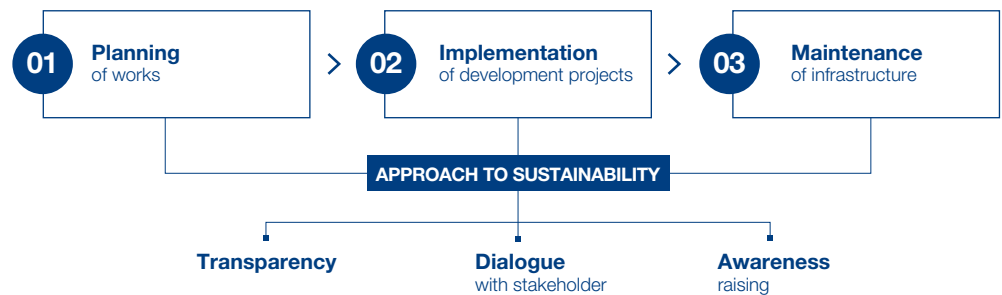 01
Planning
of works
>
02
Implementation
of development projects
>
03
Maintenance
of infrastructure
APPROACH TO SUSTAINABILITY
Transparency
Dialogue
with stakeholder
Awareness
raising